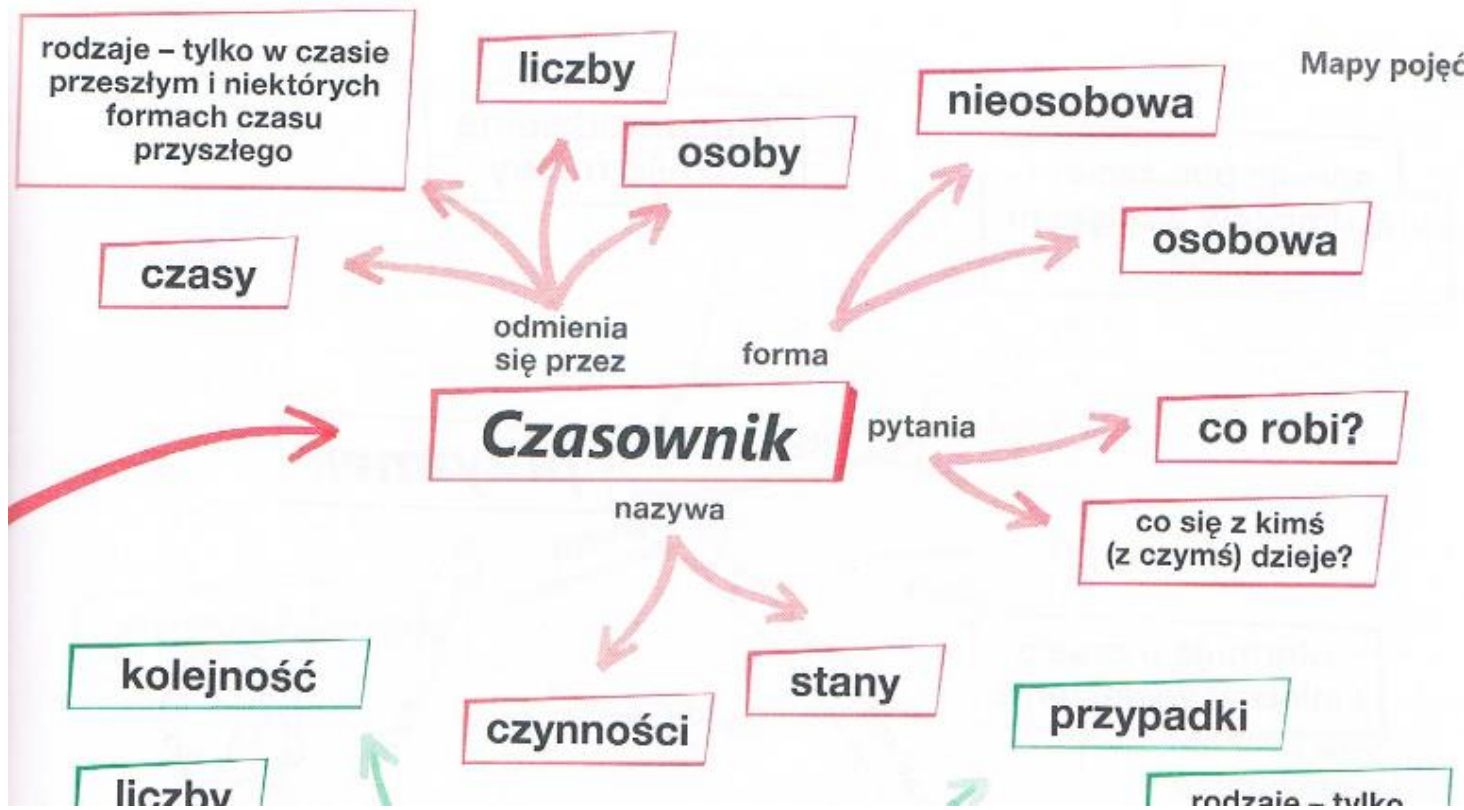 rodzaje – tylko w czasie
przeszłym i niektórych
formach czasu
przyszłego
liczby
osoby
czasy
odmienia
się przez
nieosobowa
Mapy pojęć
osobowa
forma
Czasownik
pytania
co robi?
co się z kimś
(z czymś) dzieje?
nazywa
czynności
stany
kolejność
liczby
przypadki
rodzaje – tylko